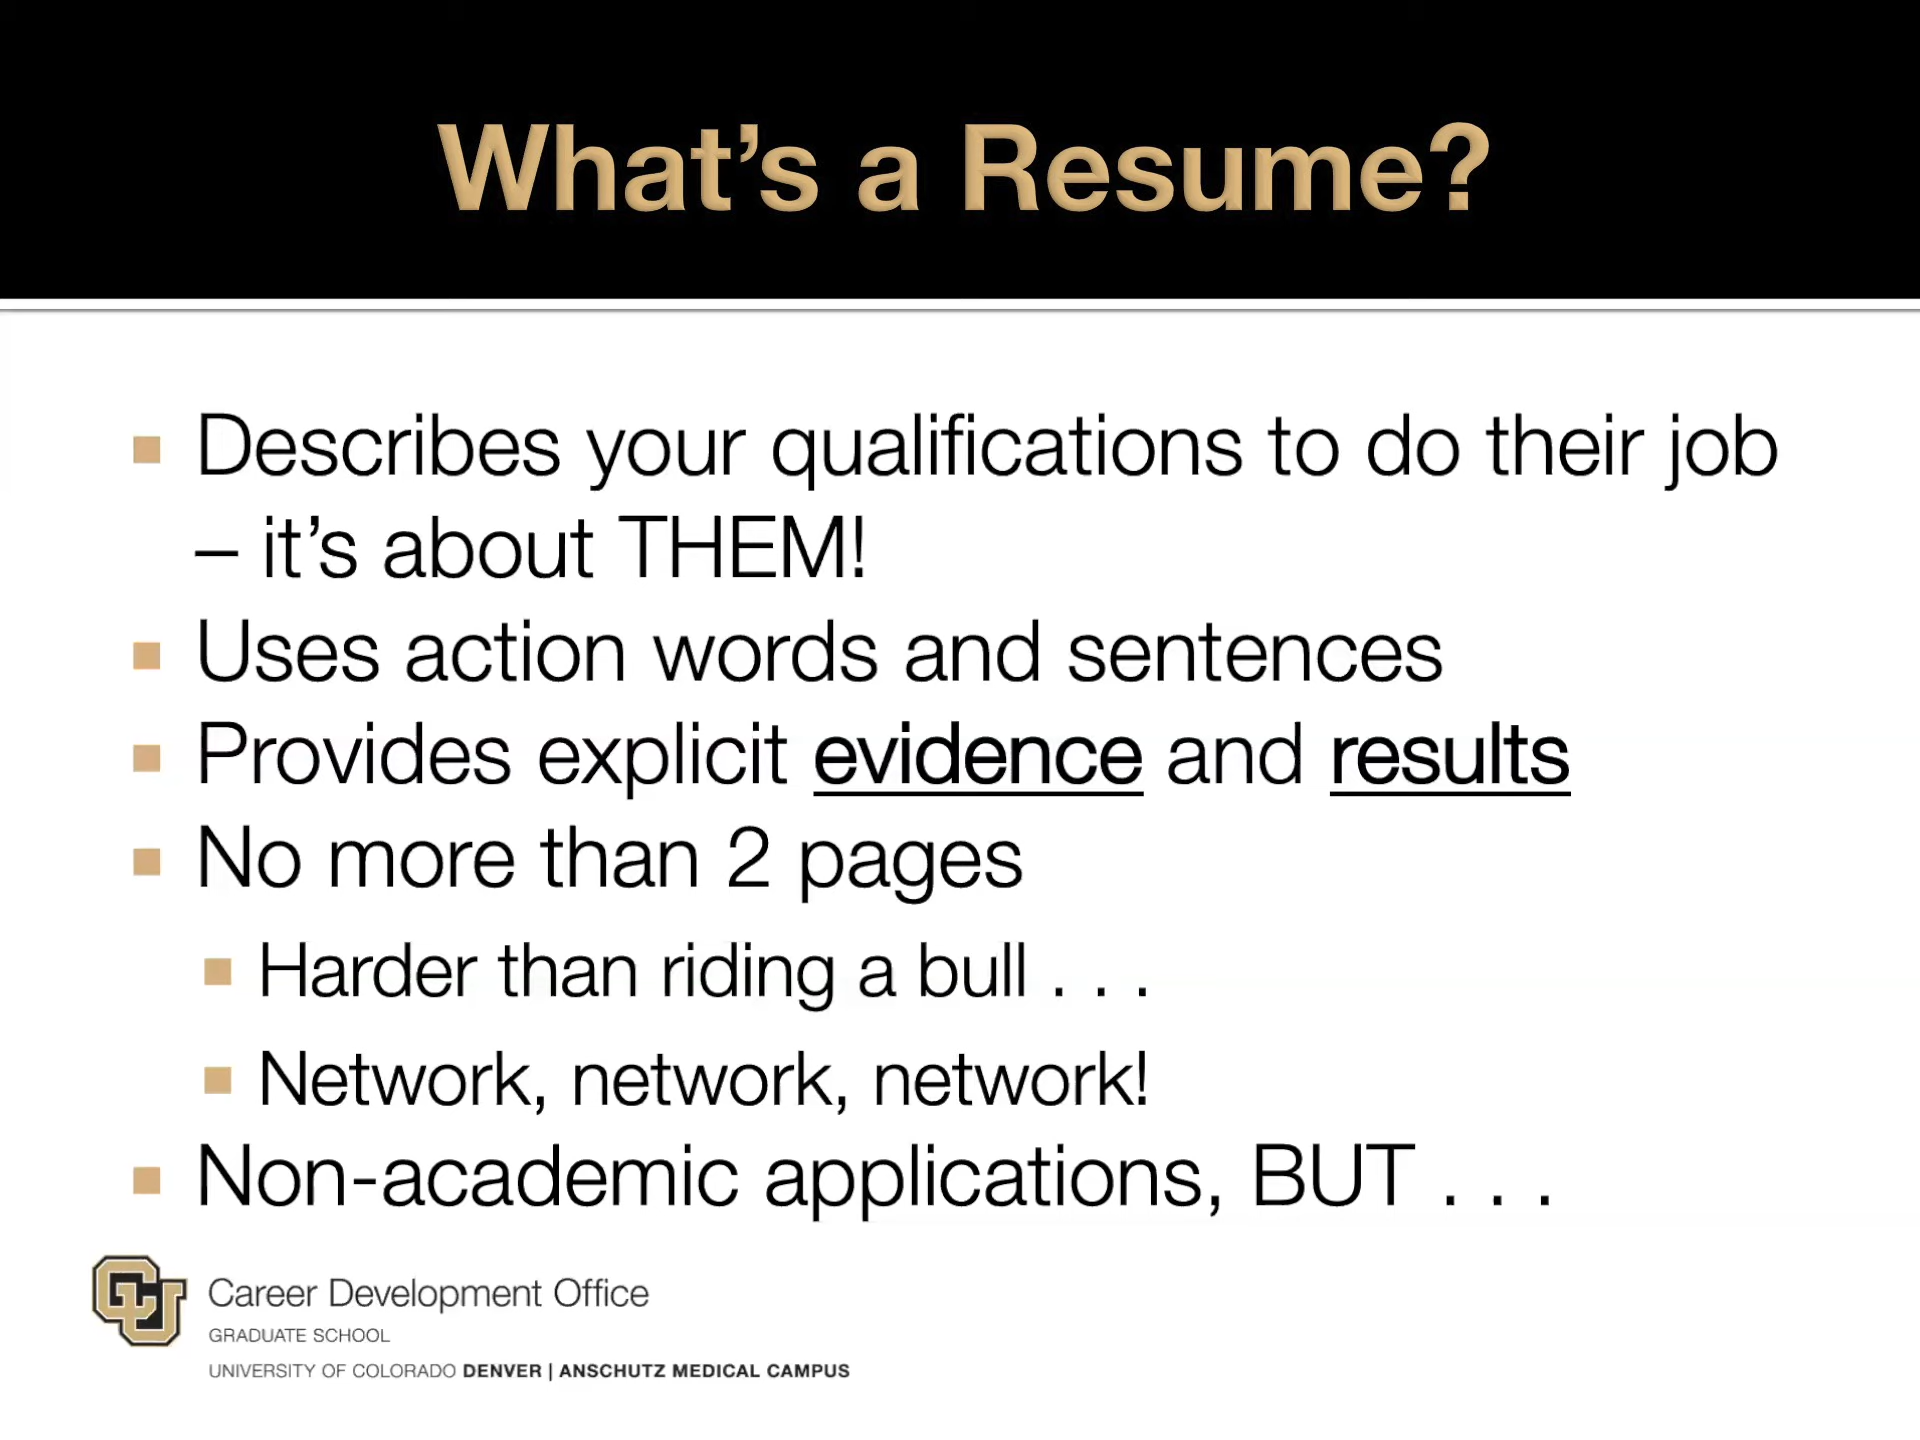 What’s a Resume?
Describes your qualifications to do their job
– it’s about THEM!
Uses action words and sentences
Provides explicit evidence and results
No more than 2 pages
Harder than riding a bull . . .
Network, network, network!
Non-academic applications, BUT . . .
CU
Career Development Office
GRADUATE SCHOOL
UNIVERSITY OF COLORADO DENVER | ANSCHUTZ MEDICAL CAMPUS